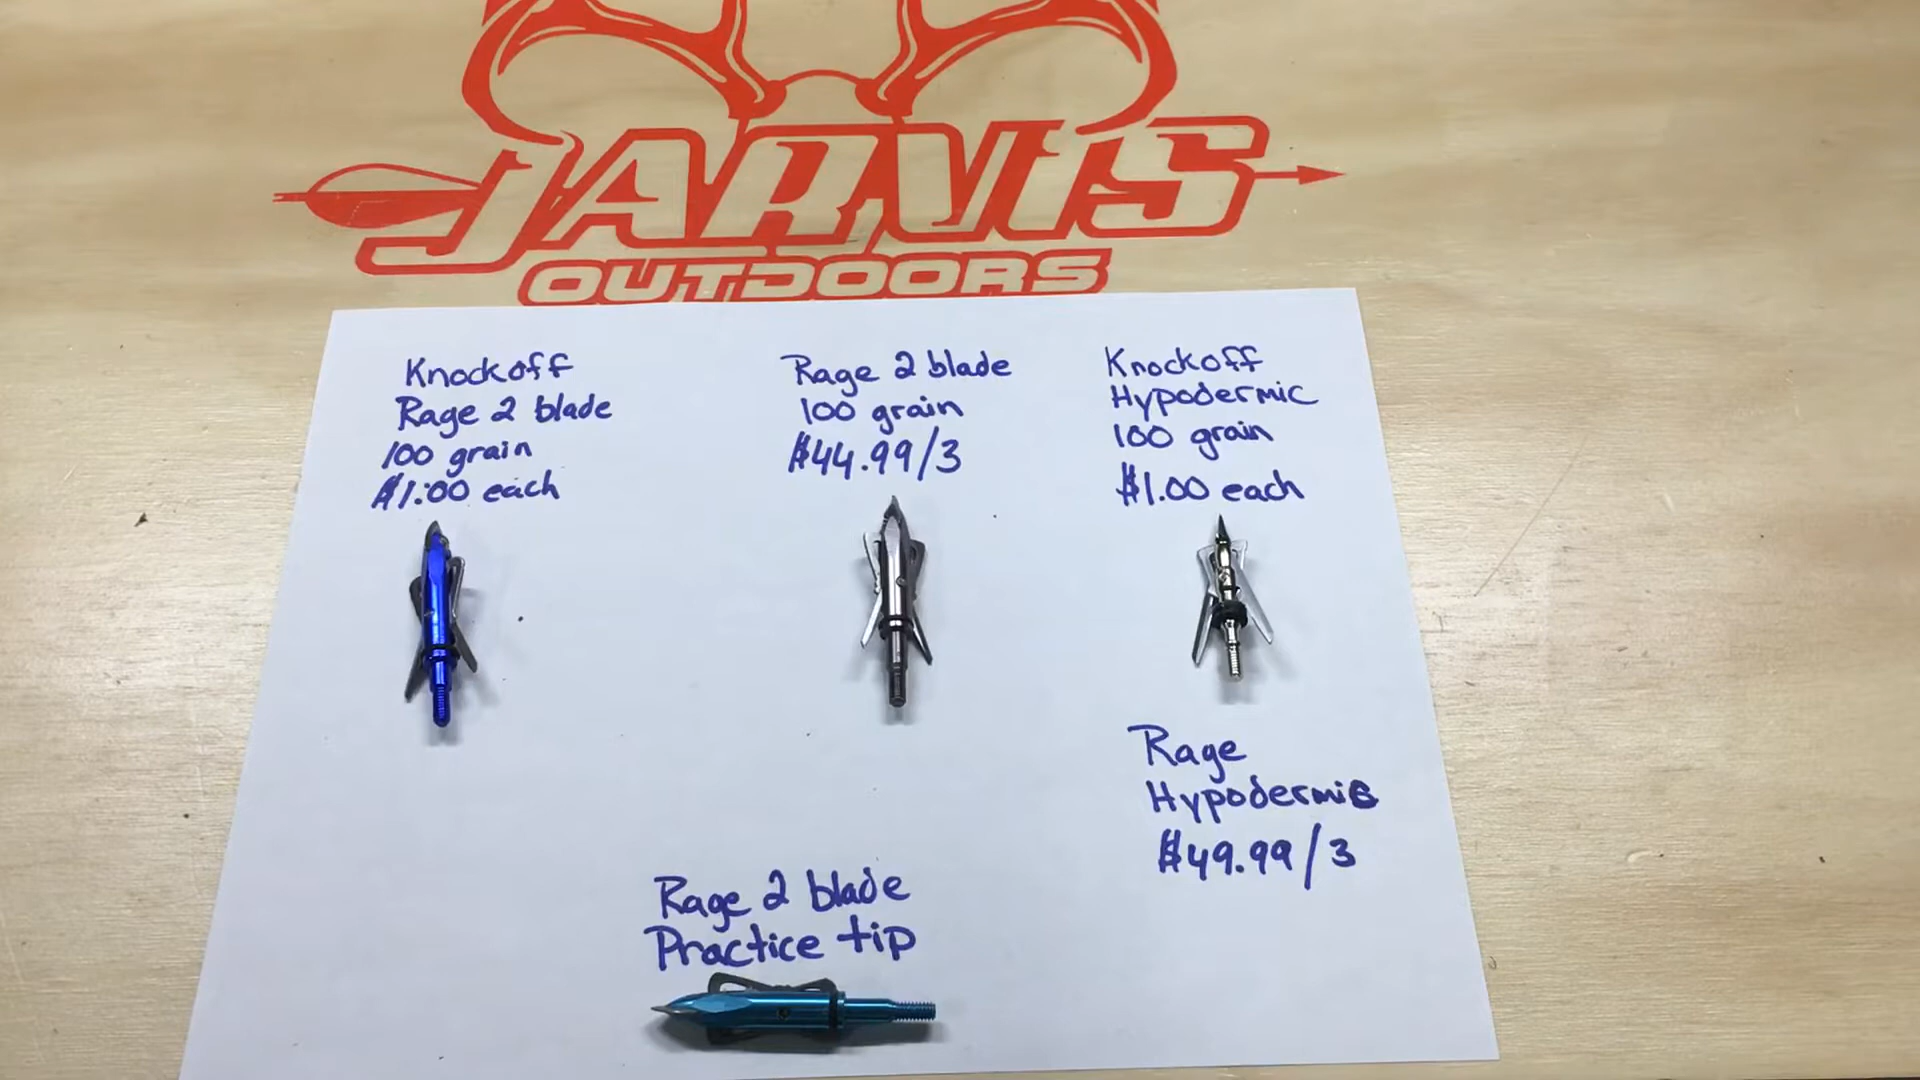 JARVIS
OUTDOORS
Knockoff
Rage 2 blade
100 grain
$1.00 each
Rage 2 blade
100 grain
$44.99/3
Knockoff
Hypodermic
100 grain
$1.00 each
Rage
Hypodermic
$49.99/3
Rage 2 blade
Practice tip